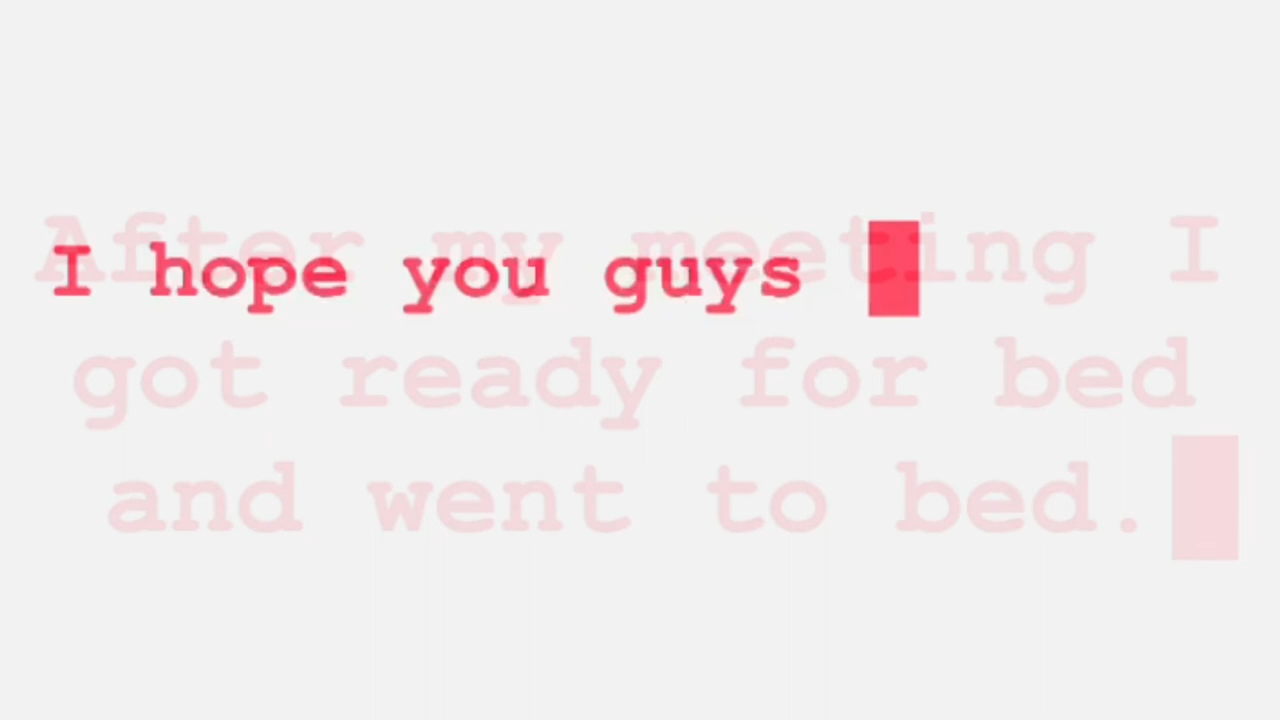 After my meeting I
I hope you guys
got ready for bed
and went to bed.